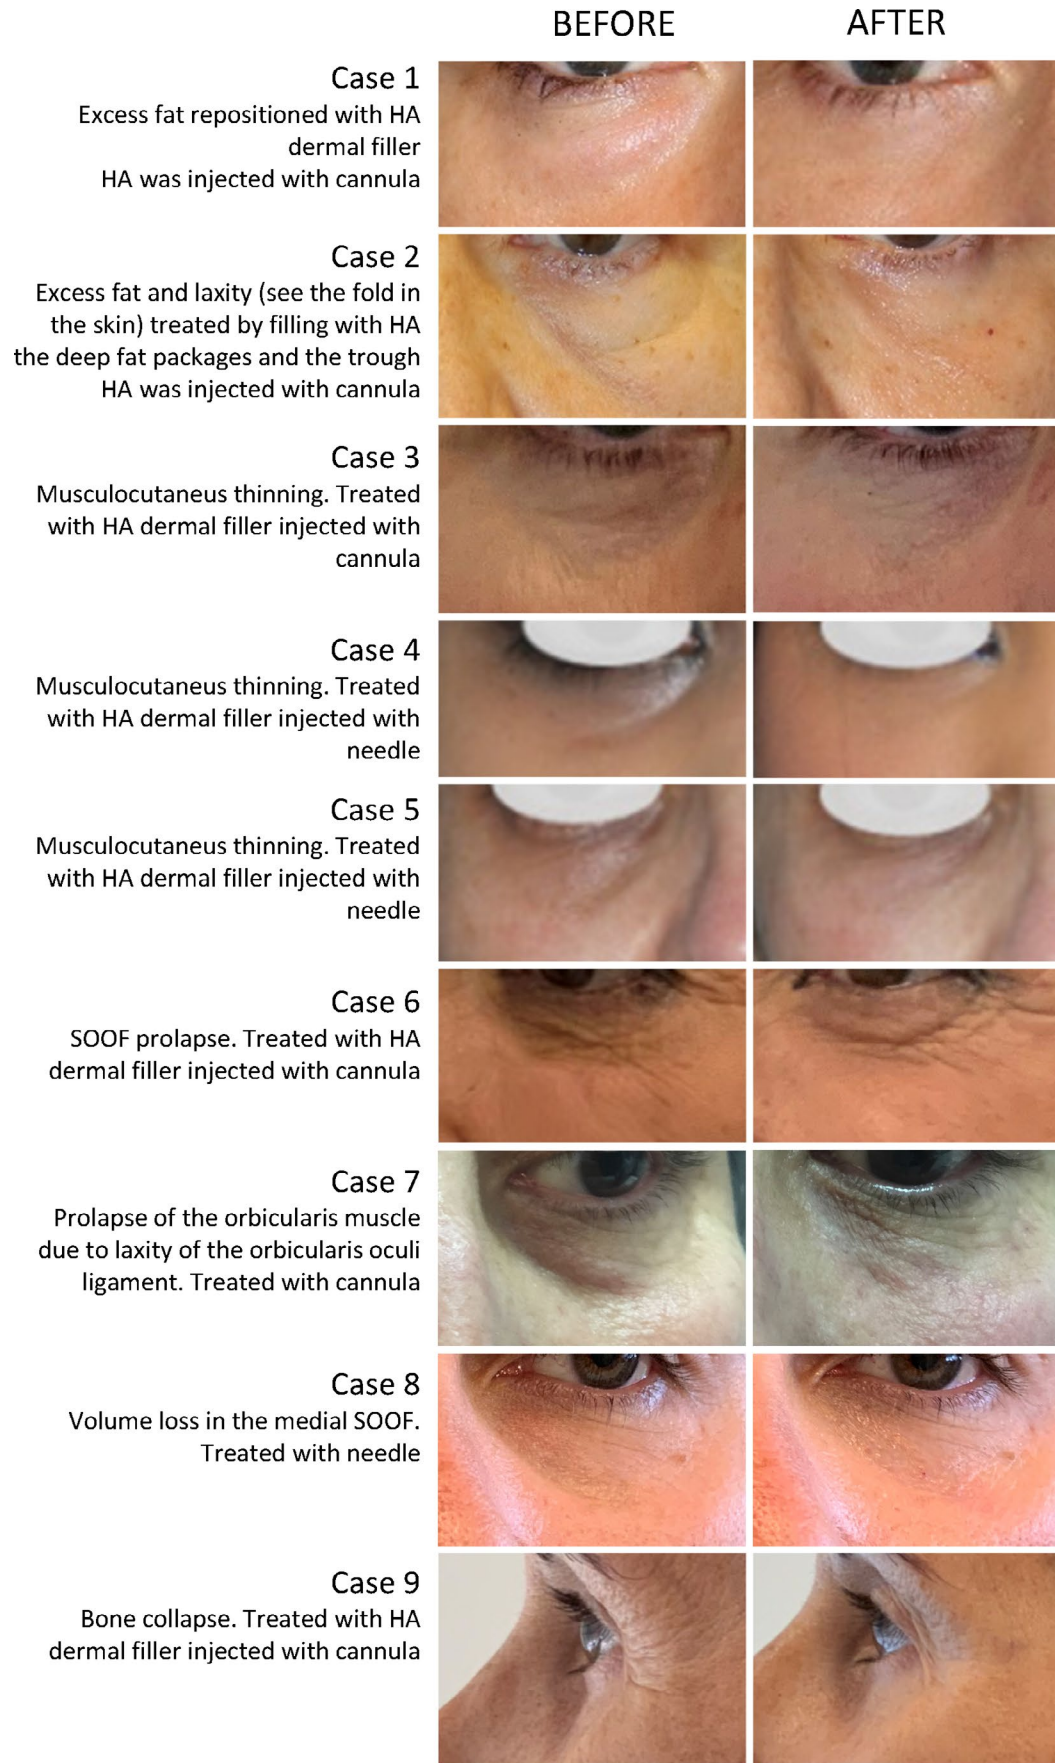 BEFORE
AFTER
Case 1
Excess fat repositioned with HA
dermal filler
HA was injected with cannula
Case 2
Excess fat and laxity (see the fold in
the skin) treated by filling with HA
the deep fat packages and the trough
HA was injected with cannula
Case 3
Musculocutaneus thinning. Treated
with HA dermal filler injected with
cannula
Case 4
Musculocutaneus thinning. Treated
with HA dermal filler injected with
needle
Case 5
Musculocutaneus thinning. Treated
with HA dermal filler injected with
needle
Case 6
SOOF prolapse. Treated with HA
dermal filler injected with cannula
Case 7
Prolapse of the orbicularis muscle
due to laxity of the orbicularis oculi
ligament. Treated with cannula
Case 8
Volume loss in the medial SOOF.
Treated with needle
Case 9
Bone collapse. Treated with HA
dermal filler injected with cannula